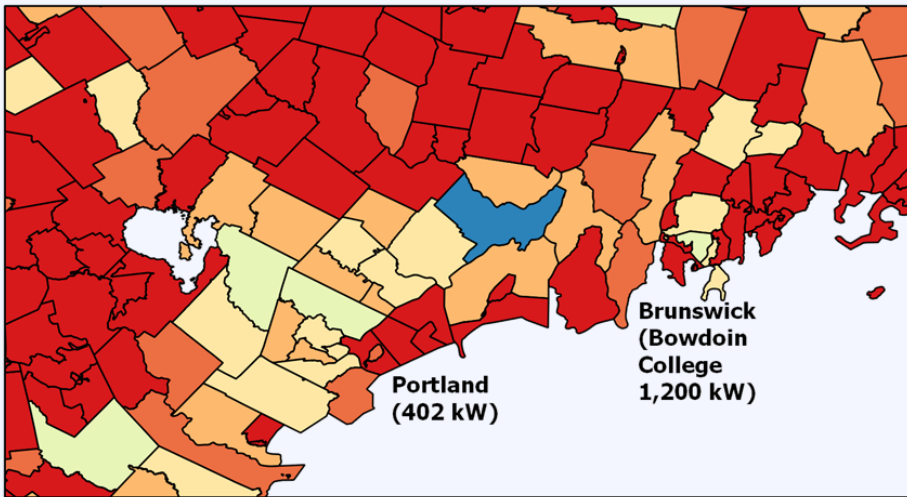 Portland
(402 kW)
Brunswick
(Bowdoin
College
1,200 kW)